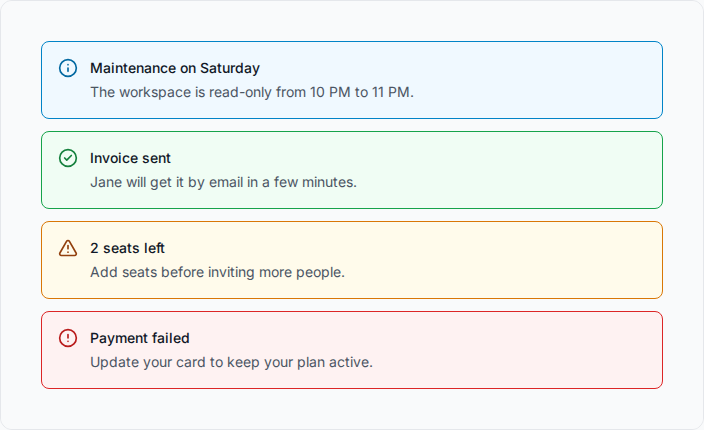 Maintenance on Saturday
The workspace is read-only from 10 PM to 11 PM.
Invoice sent
Jane will get it by email in a few minutes.
2 seats left
Add seats before inviting more people.
Payment failed
Update your card to keep your plan active.